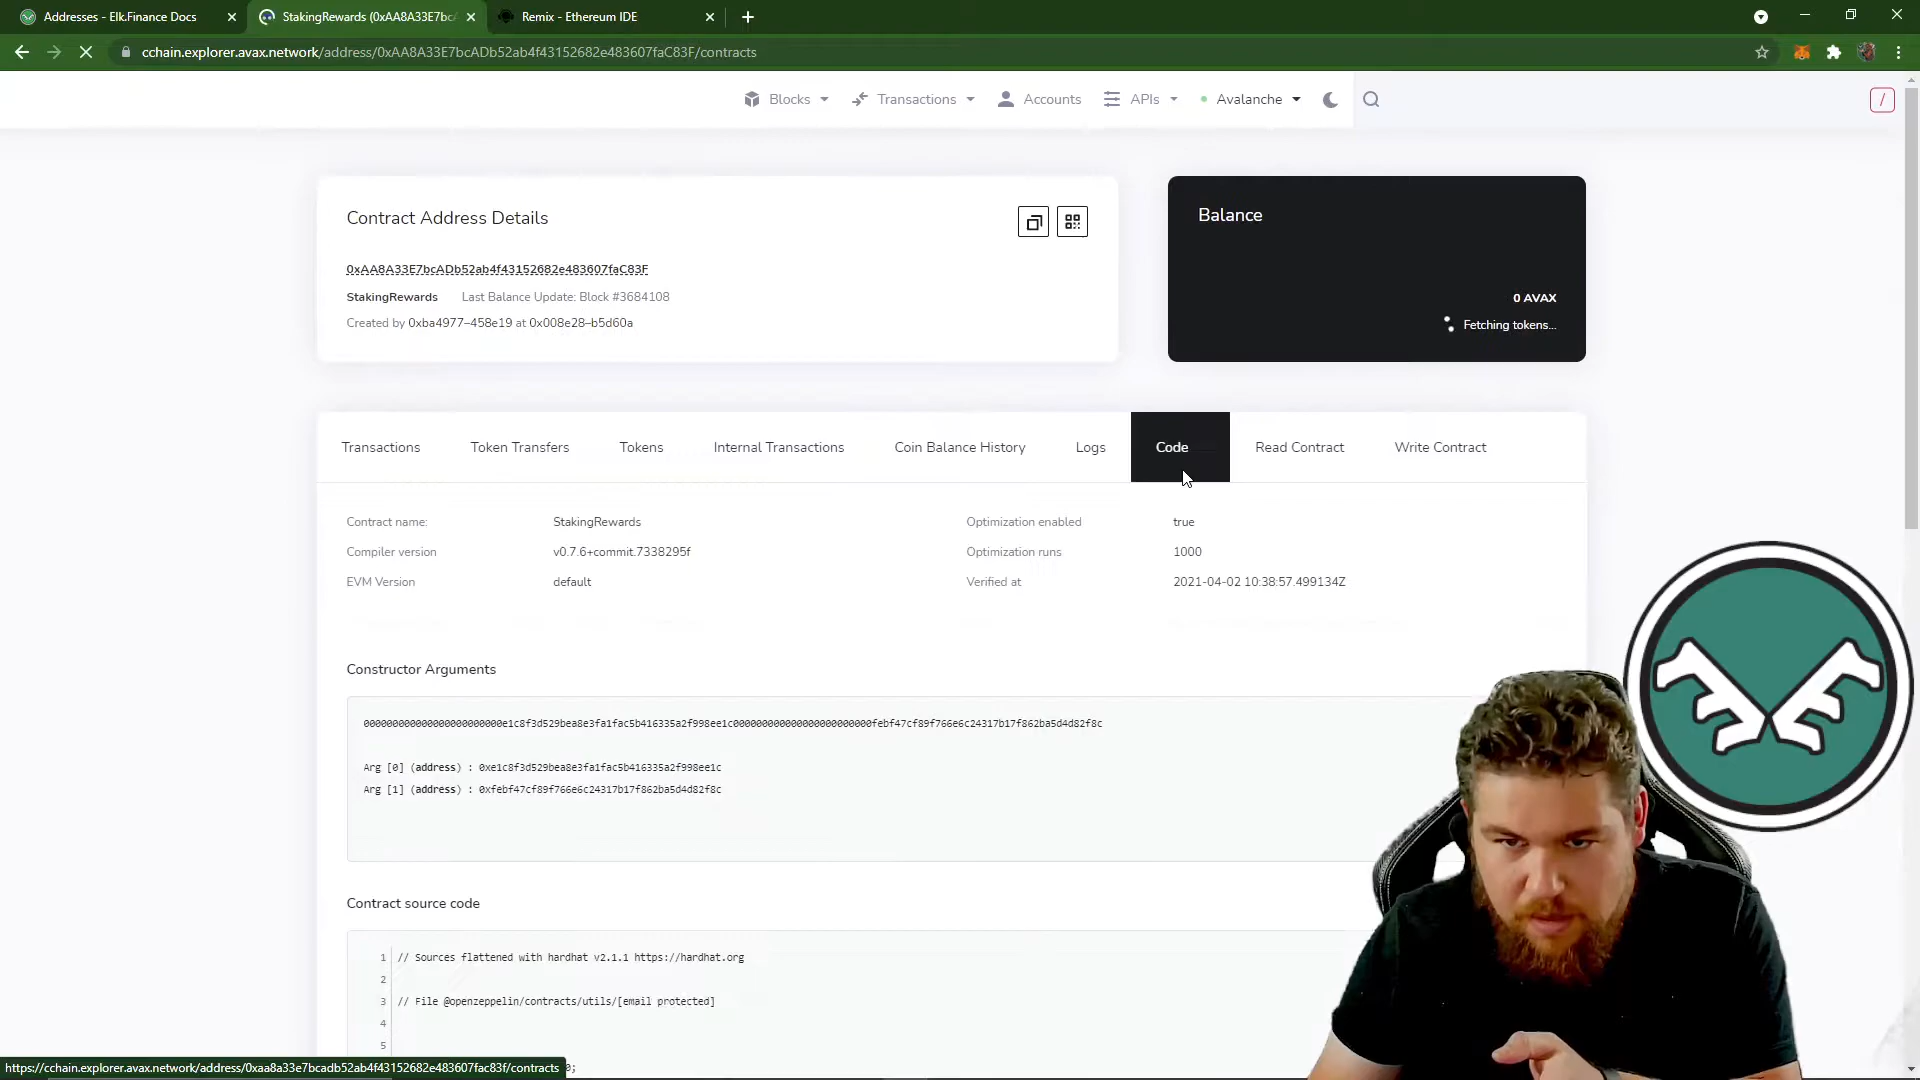 Addresses - Elk.Finance Docs
StakingRewards (0xAA8A33E7bc
Remix - Ethereum IDE
cchain.explorer.avax.network/address/0xAA8A33E7bcADb52ab4f43152682e483607faC83F/contracts
Blocks
Transactions
Accounts
APIs
Avalanche
/
Contract Address Details
0xAA8A33E7bcADb52ab4f43152682e483607faC83F
StakingRewards Last Balance Update: Block #3684108
Created by 0xba4977–458e19 at 0x008e28–b5d60a
Balance
0 AVAX
Fetching tokens...
Transactions
Token Transfers
Tokens
Internal Transactions
Coin Balance History
Logs
Code
Read Contract
Write Contract
Contract name: StakingRewards
Optimization enabled true
Compiler version v0.7.6+commit.7338295f
Optimization runs 1000
EVM Version default
Verified at 2021-04-02 10:38:57.499134Z
Constructor Arguments
000000000000000000000000e1c8f3d529bea8e3fa1fac5b416335a2f998ee1c000000000000000000000000febf47cf89f766e6c24317b17f862ba5d4d82f8c
Arg [0] (address) : 0xe1c8f3d529bea8e3fa1fac5b416335a2f998ee1c
Arg [1] (address) : 0xfebf47cf89f766e6c24317b17f862ba5d4d82f8c
Contract source code
1 // Sources flattened with hardhat v2.1.1 https://hardhat.org
2
3 // File @openzeppelin/contracts/utils/[email protected]
4
5
https://cchain.explorer.avax.network/address/0xaa8a33e7bcadb52ab4f43152682e483607fac83f/contracts